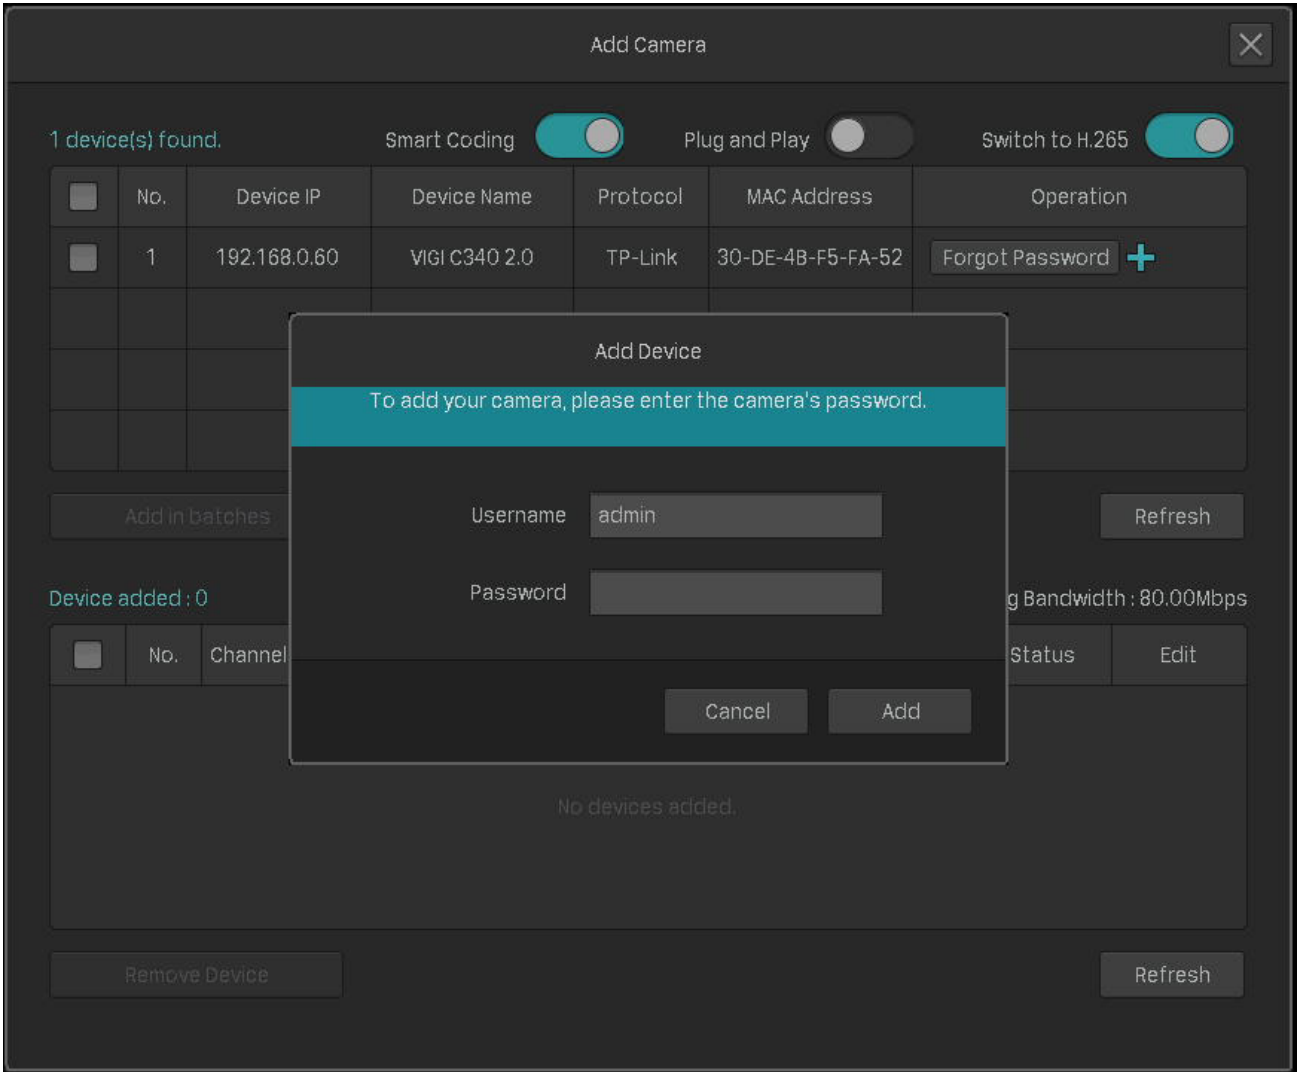 Add Camera
1 device(s) found. Smart Coding Plug and Play Switch to H.265
No. Device IP Device Name Protocol MAC Address Operation
1 192.168.0.60 VIGI C340 2.0 TP-Link 30-DE-4B-F5-FA-52 Forgot Password
Add Device
To add your camera, please enter the camera's password.
Username admin
Password
Cancel Add
Add in batches Refresh
Device added : 0 g Bandwidth : 80.00Mbps
No. Channel Status Edit
No devices added.
Remove Device Refresh